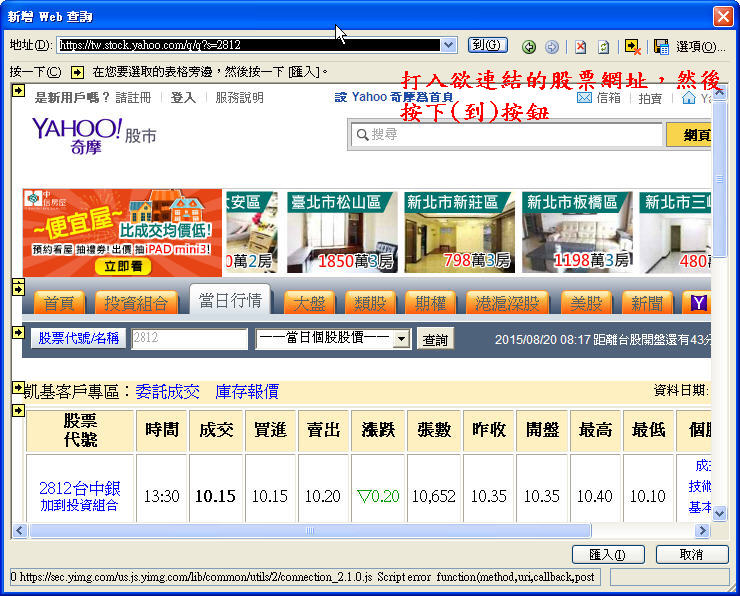 新增 Web 查詢
地址(D): https://tw.stock.yahoo.com/q/q?s=2812 到(G) 選項(O)...
按一下(C) 在您要選取的表格旁邊，然後按一下 [匯入]。
打入欲連結的股票網址，然後
按下(到)按鈕
是新用戶嗎？請註冊 登入 服務說明 設 Yahoo 奇摩為首頁 信箱 拍賣 Ya
YAHOO! 奇摩 股市 搜尋 網頁
中信房屋
~便宜屋~ 比成交均價低!
預約看屋 抽禮券! 出價 抽iPAD mini3!
立即看
大安區 臺北市松山區 新北市新莊區 新北市板橋區 新北市三
0萬2房 1850萬3房 798萬3房 1198萬3房 480
首頁 投資組合 當日行情 大盤 類股 期權 港滬深股 美股 新聞 Y
股票代號/名稱 2812 一一當日個股股價一一 查詢 2015/08/20 08:17 距離台股開盤還有43分
凱基客戶專區：委託成交 庫存報價 資料日期:
股票代號 時間 成交 買進 賣出 漲跌 張數 昨收 開盤 最高 最低 個股
2812台中銀 13:30 10.15 10.15 10.20 ▽0.20 10,652 10.35 10.35 10.40 10.10 成交
加到投資組合 技術
基本
匯入(I) 取消
0 https://sec.yimg.com/us.js.yimg.com/lib/common/utils/2/connection_2.1.0.js Script error function(method,uri,callback,post